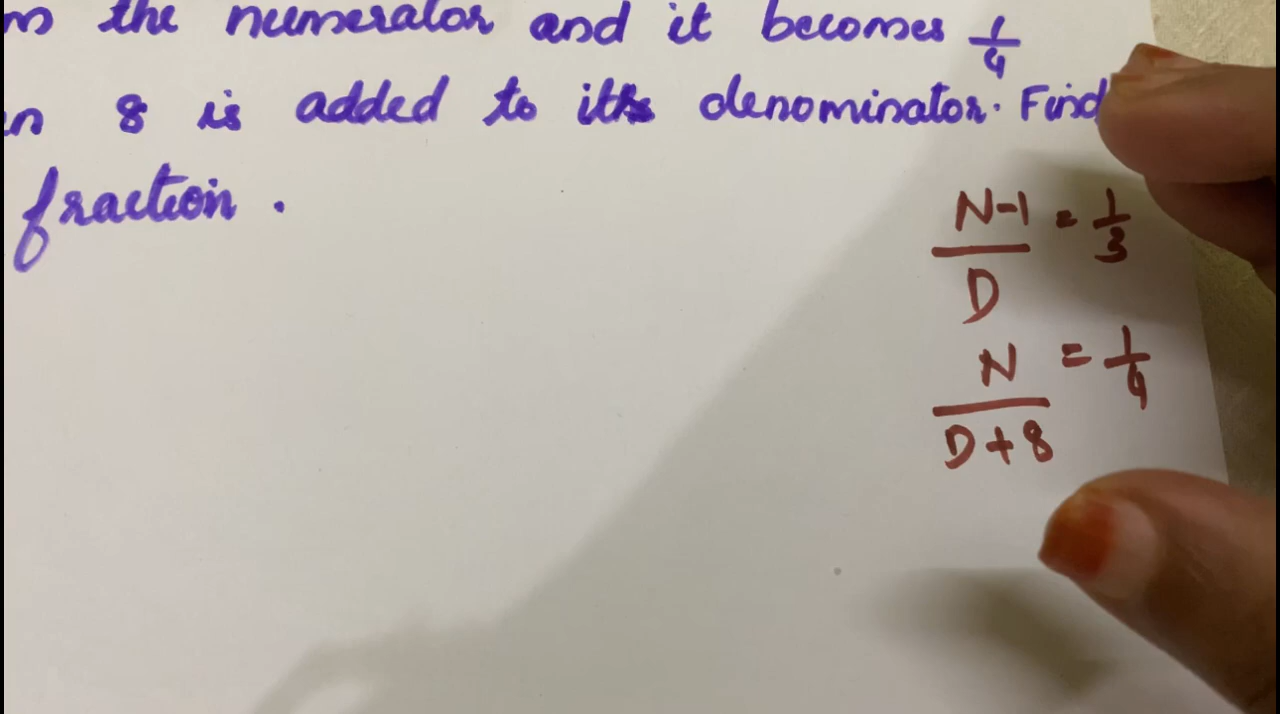 the numerator and it becomes 1/4
8 is added to its denominator. Find
fraction.
N-1 = 1/3
D
N = 1/4
D+8